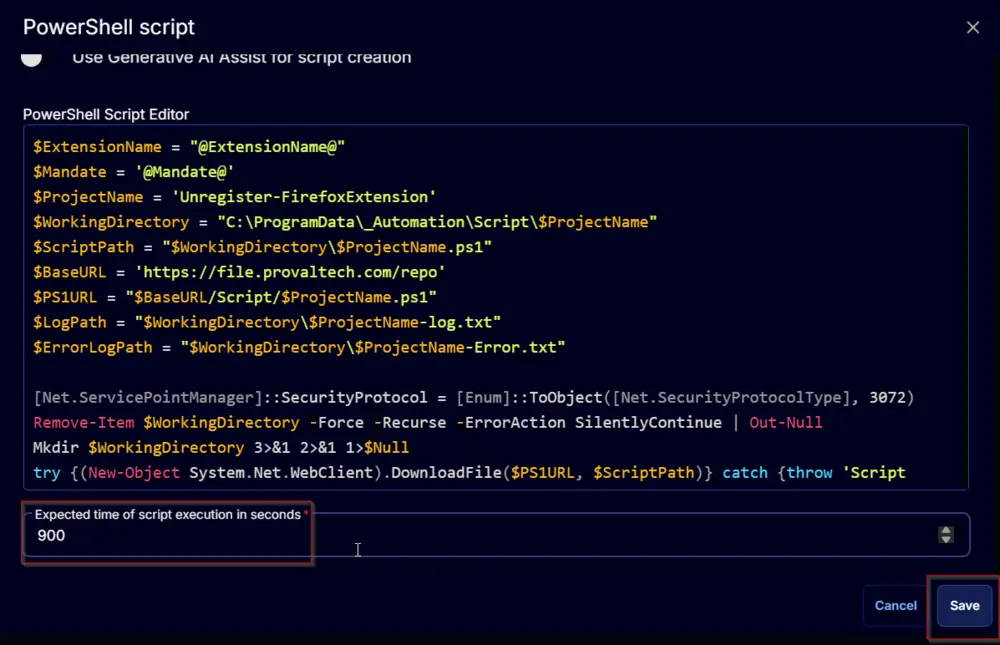 PowerShell script
Use Generative AI Assist for script creation
PowerShell Script Editor
$ExtensionName = "@ExtensionName@"
$Mandate = '@Mandate@'
$ProjectName = 'Unregister-FirefoxExtension'
$WorkingDirectory = "C:\ProgramData\_Automation\Script\$ProjectName"
$ScriptPath = "$WorkingDirectory\$ProjectName.ps1"
$BaseURL = 'https://file.provaltech.com/repo'
$PS1URL = "$BaseURL/Script/$ProjectName.ps1"
$LogPath = "$WorkingDirectory\$ProjectName-log.txt"
$ErrorLogPath = "$WorkingDirectory\$ProjectName-Error.txt"
[Net.ServicePointManager]::SecurityProtocol = [Enum]::ToObject([Net.SecurityProtocolType], 3072)
Remove-Item $WorkingDirectory -Force -Recurse -ErrorAction SilentlyContinue | Out-Null
Mkdir $WorkingDirectory 3>&1 2>&1 1>$Null
try {(New-Object System.Net.WebClient).DownloadFile($PS1URL, $ScriptPath)} catch {throw 'Script
Expected time of script execution in seconds *
900
Cancel
Save